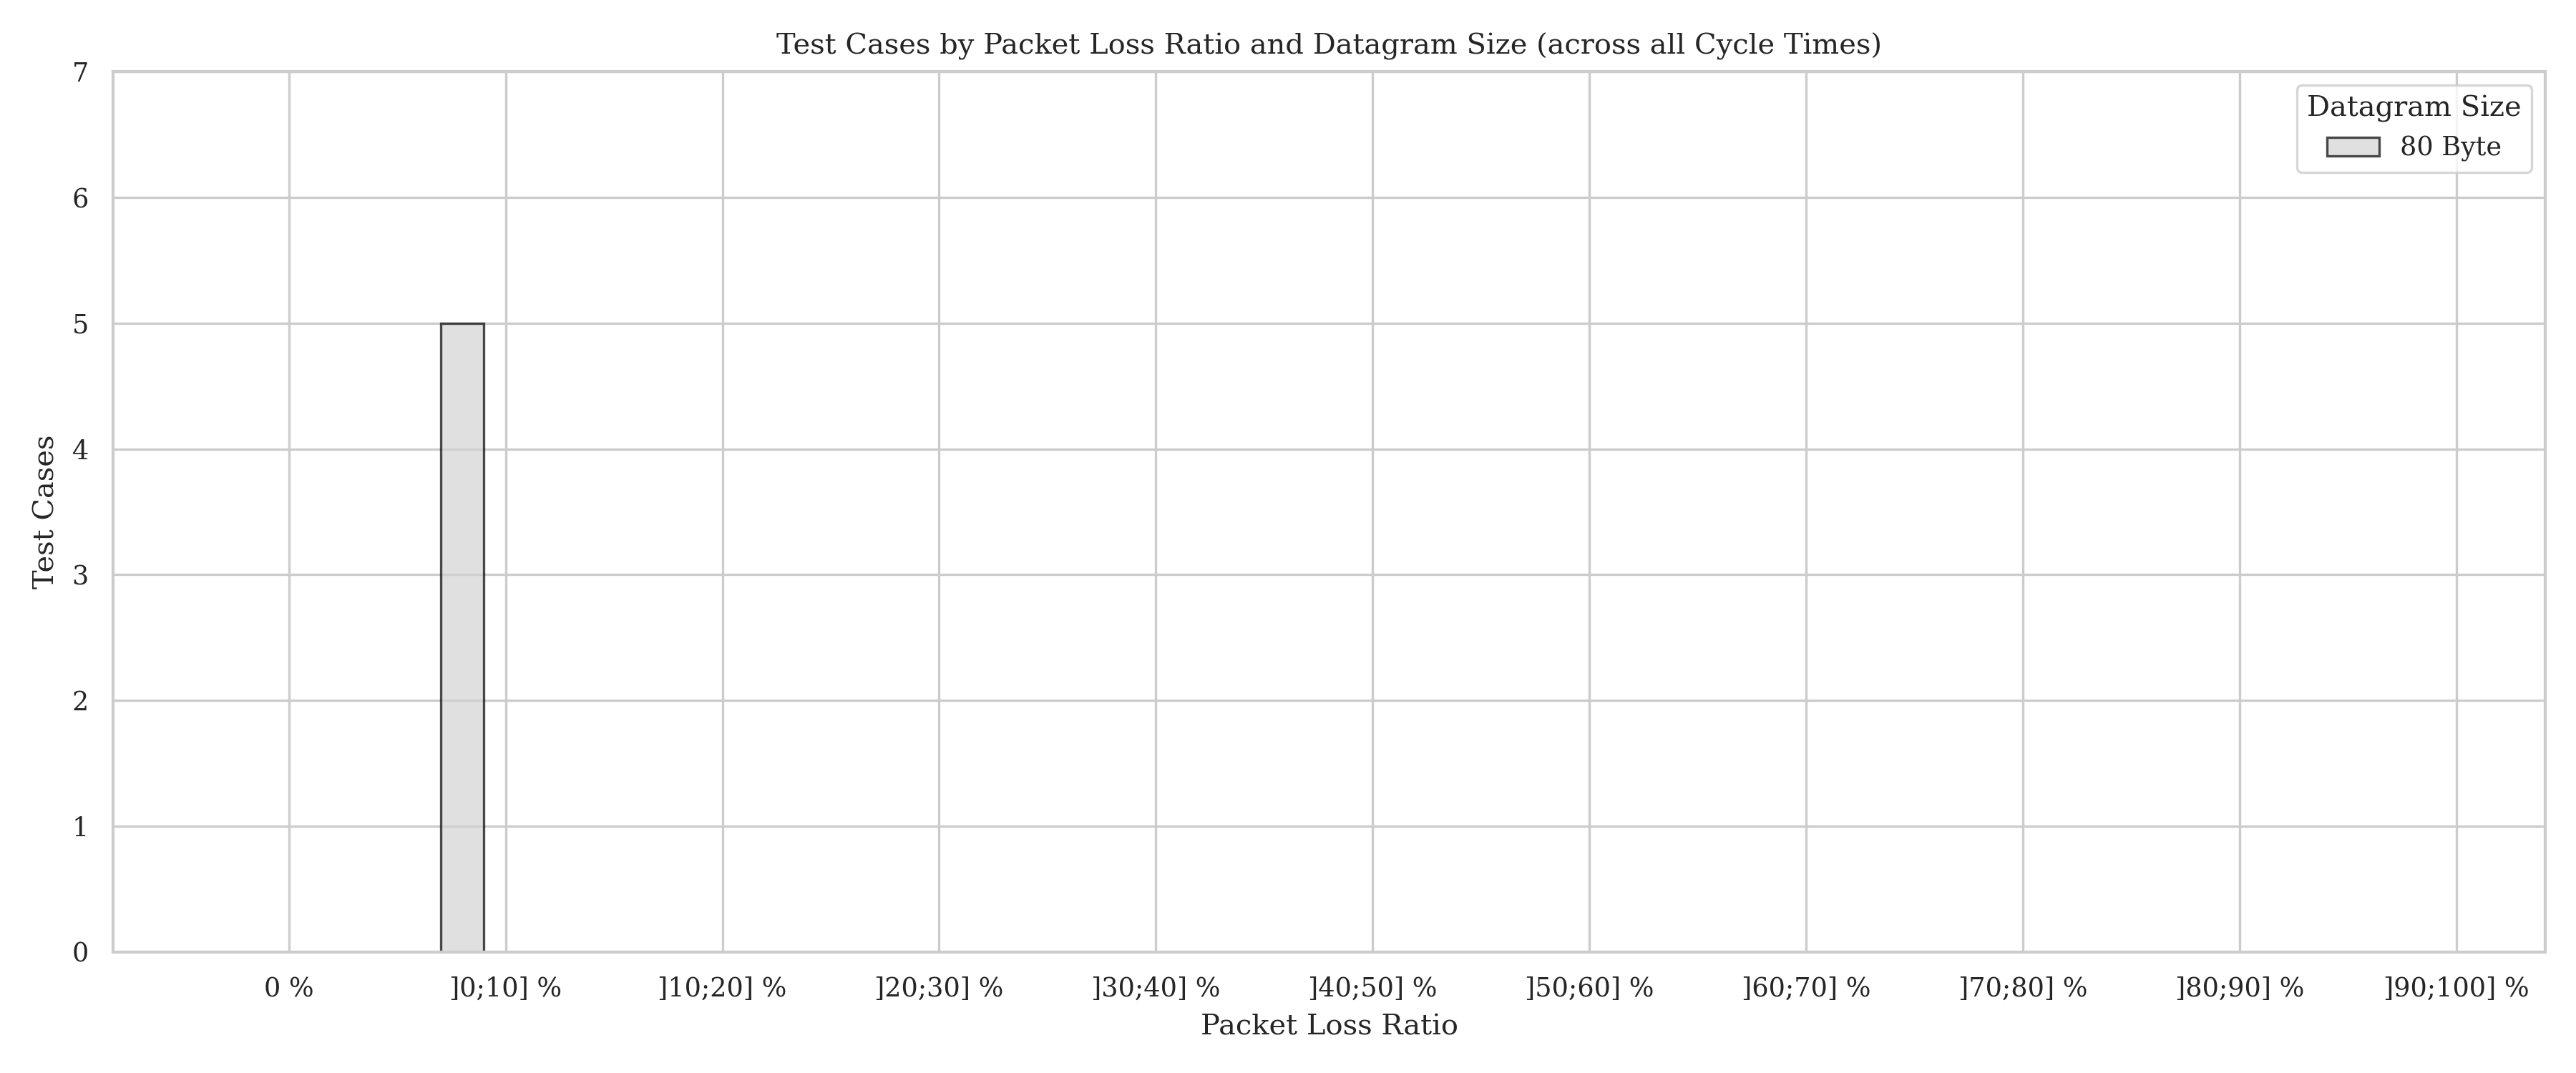 Test Cases by Packet Loss Ratio and Datagram Size (across all Cycle Times)
Datagram Size
80 Byte
7
6
5
4
3
2
1
0
Test Cases
0 % ]0;10] % ]10;20] % ]20;30] % ]30;40] % ]40;50] % ]50;60] % ]60;70] % ]70;80] % ]80;90] % ]90;100] %
Packet Loss Ratio